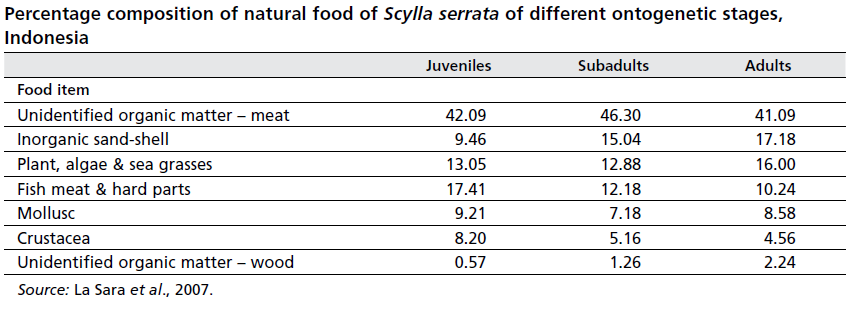 Percentage composition of natural food of Scylla serrata of different ontogenetic stages,
Indonesia
Juveniles Subadults Adults
Food item
Unidentified organic matter – meat 42.09 46.30 41.09
Inorganic sand-shell 9.46 15.04 17.18
Plant, algae & sea grasses 13.05 12.88 16.00
Fish meat & hard parts 17.41 12.18 10.24
Mollusc 9.21 7.18 8.58
Crustacea 8.20 5.16 4.56
Unidentified organic matter – wood 0.57 1.26 2.24
Source: La Sara et al., 2007.